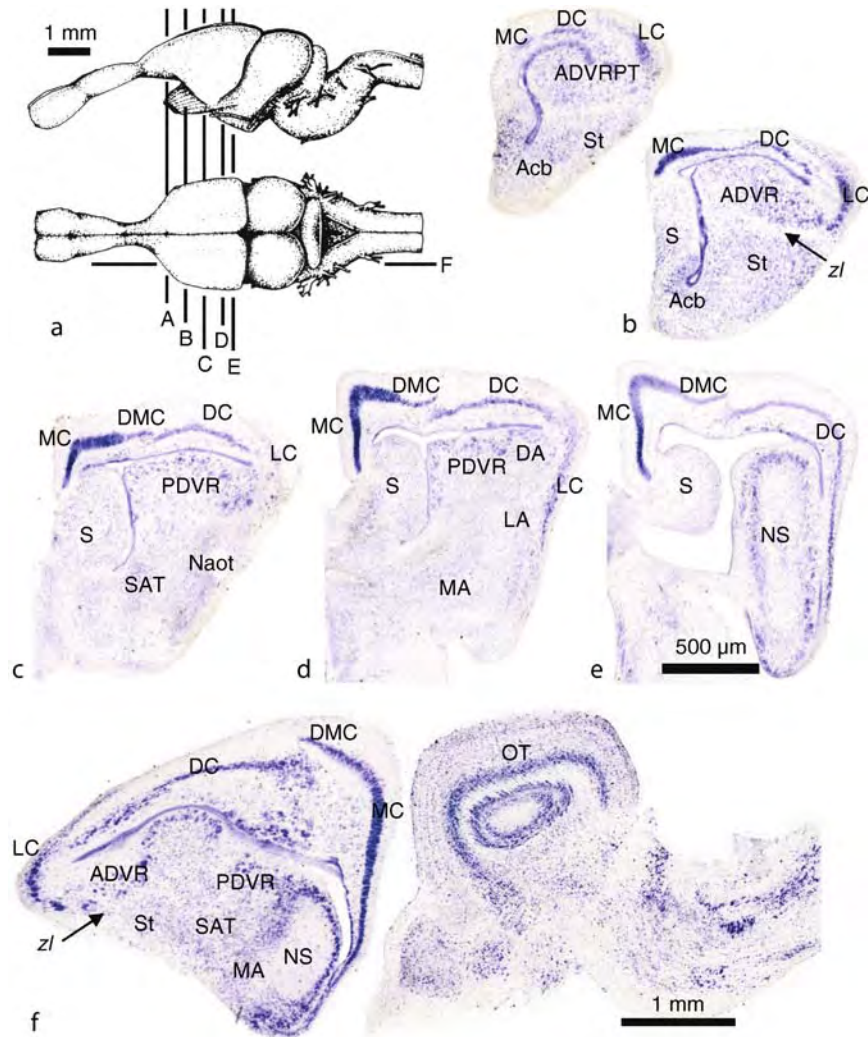 1 mm
A
B
C
D
E
F
a
MC
DC
LC
ADVRPT
Acb
St
MC
DC
LC
ADVR
S
St
Acb
zl
b
MC
DMC
DC
LC
PDVR
S
Naot
SAT
c
MC
DMC
DC
DA
PDVR
S
LC
LA
MA
d
MC
DMC
DC
S
NS
500 µm
e
DMC
DC
MC
LC
ADVR
PDVR
zl
St
SAT
MA
NS
OT
1 mm
f